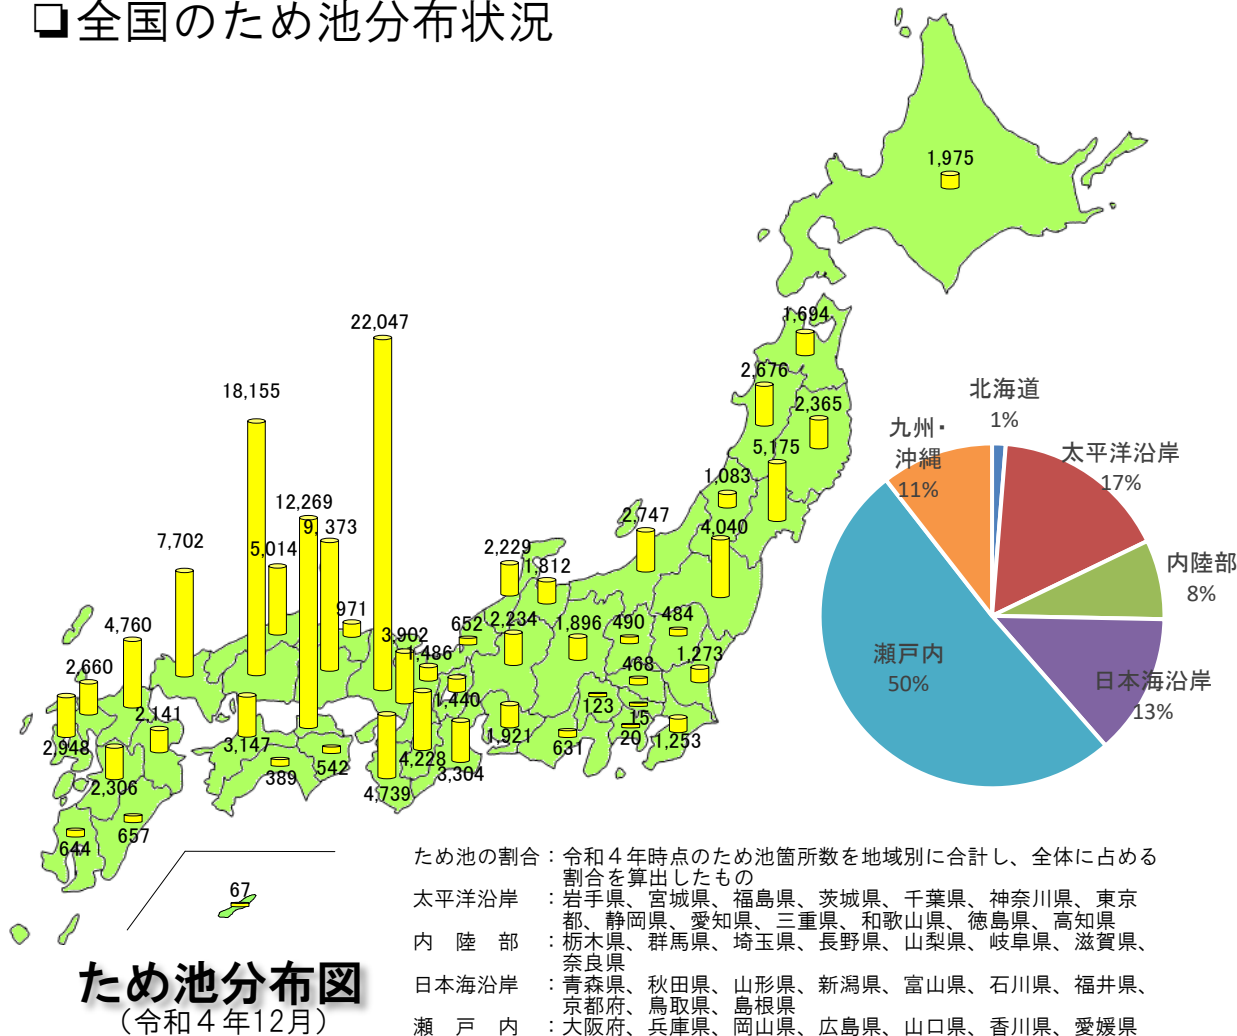 ❏全国のため池分布状況
1,975
1,694
2,676
2,365
5,175
1,083
4,040
2,747
2,229
1,812
22,047
18,155
12,269
9,373
7,702
5,014
971
4,760
2,660
3,902
1,486
652
2,234
1,896
490
484
468
1,273
1,440
123
15
20
1,253
1,921
631
2,948
2,141
3,147
2,306
389
542
4,228
3,304
4,739
657
644
67
北海道
1%
太平洋沿岸
17%
内陸部
8%
日本海沿岸
13%
瀬戸内
50%
九州・
沖縄
11%
ため池分布図
（令和４年12月）
ため池の割合：令和４年時点のため池箇所数を地域別に合計し、全体に占める
割合を算出したもの
太平洋沿岸　：岩手県、宮城県、福島県、茨城県、千葉県、神奈川県、東京
都、静岡県、愛知県、三重県、和歌山県、徳島県、高知県
内　陸　部　：栃木県、群馬県、埼玉県、長野県、山梨県、岐阜県、滋賀県、
奈良県
日本海沿岸　：青森県、秋田県、山形県、新潟県、富山県、石川県、福井県、
京都府、鳥取県、島根県
瀬　戸　内　：大阪府、兵庫県、岡山県、広島県、山口県、香川県、愛媛県